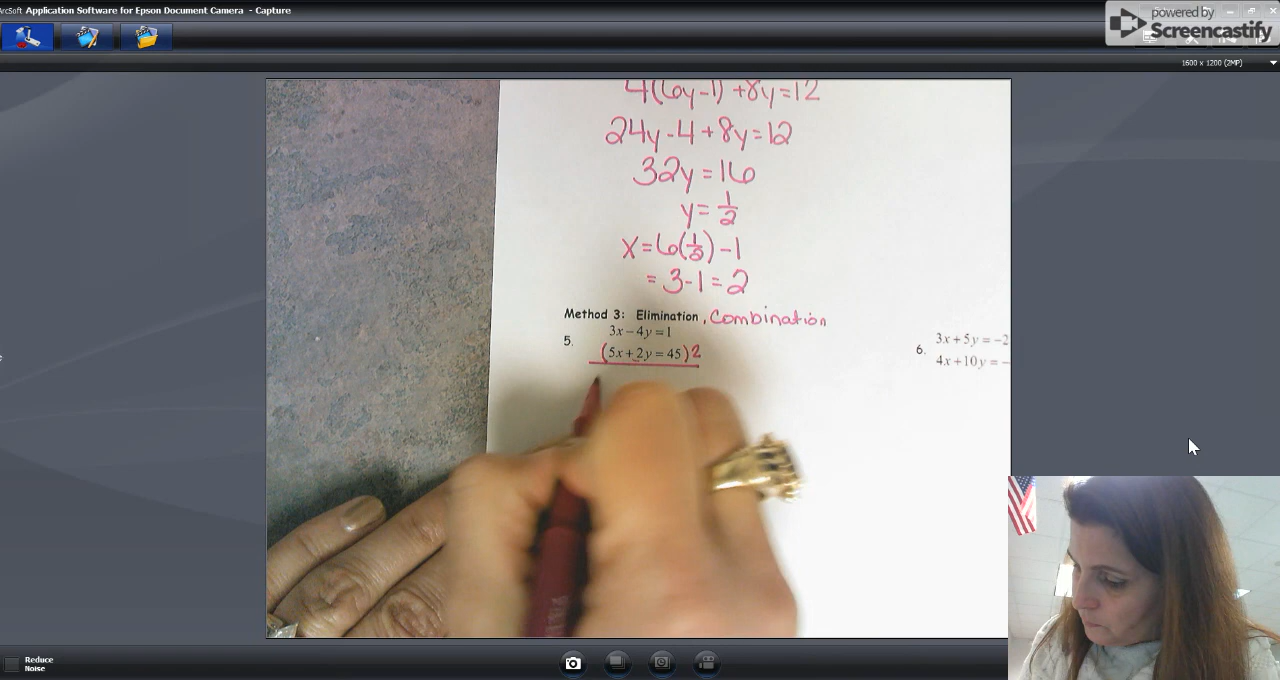 ArcSoft Application Software for Epson Document Camera - Capture
powered by
Screencastify
1600 x 1200 (2MP)
4(6y-1) +8y=12
24y-4+8y=12
32y=16
y=1/2
x=6(1/2)-1
=3-1=2
Method 3: Elimination, Combination
5.
3x-4y=1
(5x+2y=45)2
6.
3x+5y=-2
4x+10y=-
Reduce
Noise